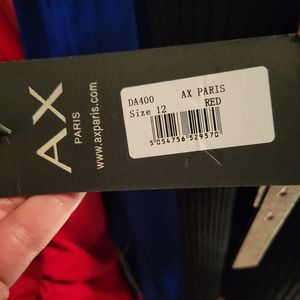 AX
PARIS
www.axparis.com
DA400 AX PARIS
Size 12 RED
5 054756 529570